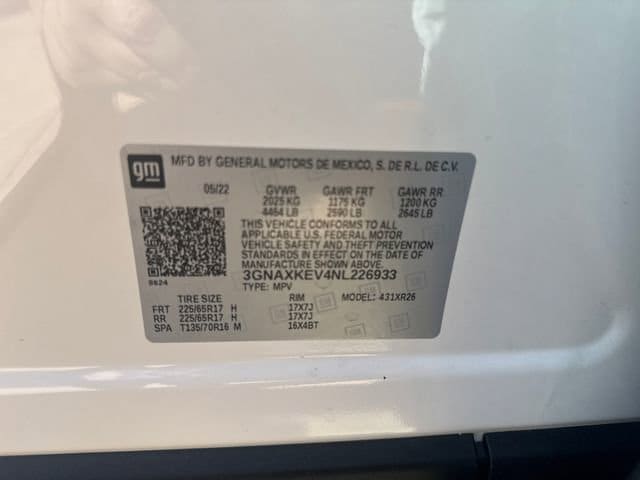 gm
MFD BY GENERAL MOTORS DE MEXICO, S. DE R.L. DE C.V.
05/22 GVWR GAWR FRT GAWR RR
2025 KG 1175 KG 1200 KG
4464 LB 2590 LB 2645 LB
THIS VEHICLE CONFORMS TO ALL
APPLICABLE U.S. FEDERAL MOTOR
VEHICLE SAFETY AND THEFT PREVENTION
STANDARDS IN EFFECT ON THE DATE OF
MANUFACTURE SHOWN ABOVE.
3GNAXKEV4NL226933
TYPE: MPV
TIRE SIZE RIM MODEL: 431XR26
FRT 225/65R17 H 17X7J
RR 225/65R17 H 17X7J
SPA T135/70R16 M 16X4BT